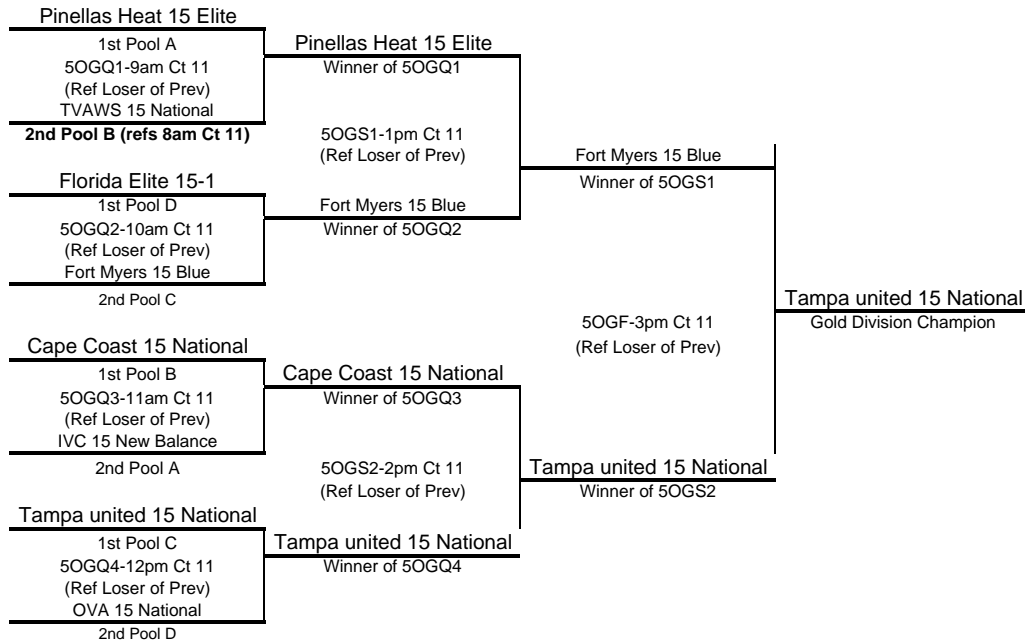 Pinellas Heat 15 Elite
1st Pool A
5OGQ1-9am Ct 11
(Ref Loser of Prev)
TVAWS 15 National
2nd Pool B (refs 8am Ct 11)
Florida Elite 15-1
1st Pool D
5OGQ2-10am Ct 11
(Ref Loser of Prev)
Fort Myers 15 Blue
2nd Pool C
Cape Coast 15 National
1st Pool B
5OGQ3-11am Ct 11
(Ref Loser of Prev)
IVC 15 New Balance
2nd Pool A
Tampa united 15 National
1st Pool C
5OGQ4-12pm Ct 11
(Ref Loser of Prev)
OVA 15 National
2nd Pool D
Pinellas Heat 15 Elite
Winner of 5OGQ1
5OGS1-1pm Ct 11
(Ref Loser of Prev)
Fort Myers 15 Blue
Winner of 5OGQ2
Cape Coast 15 National
Winner of 5OGQ3
5OGS2-2pm Ct 11
(Ref Loser of Prev)
Tampa united 15 National
Winner of 5OGQ4
Fort Myers 15 Blue
Winner of 5OGS1
5OGF-3pm Ct 11
(Ref Loser of Prev)
Tampa united 15 National
Winner of 5OGS2
Tampa united 15 National
Gold Division Champion